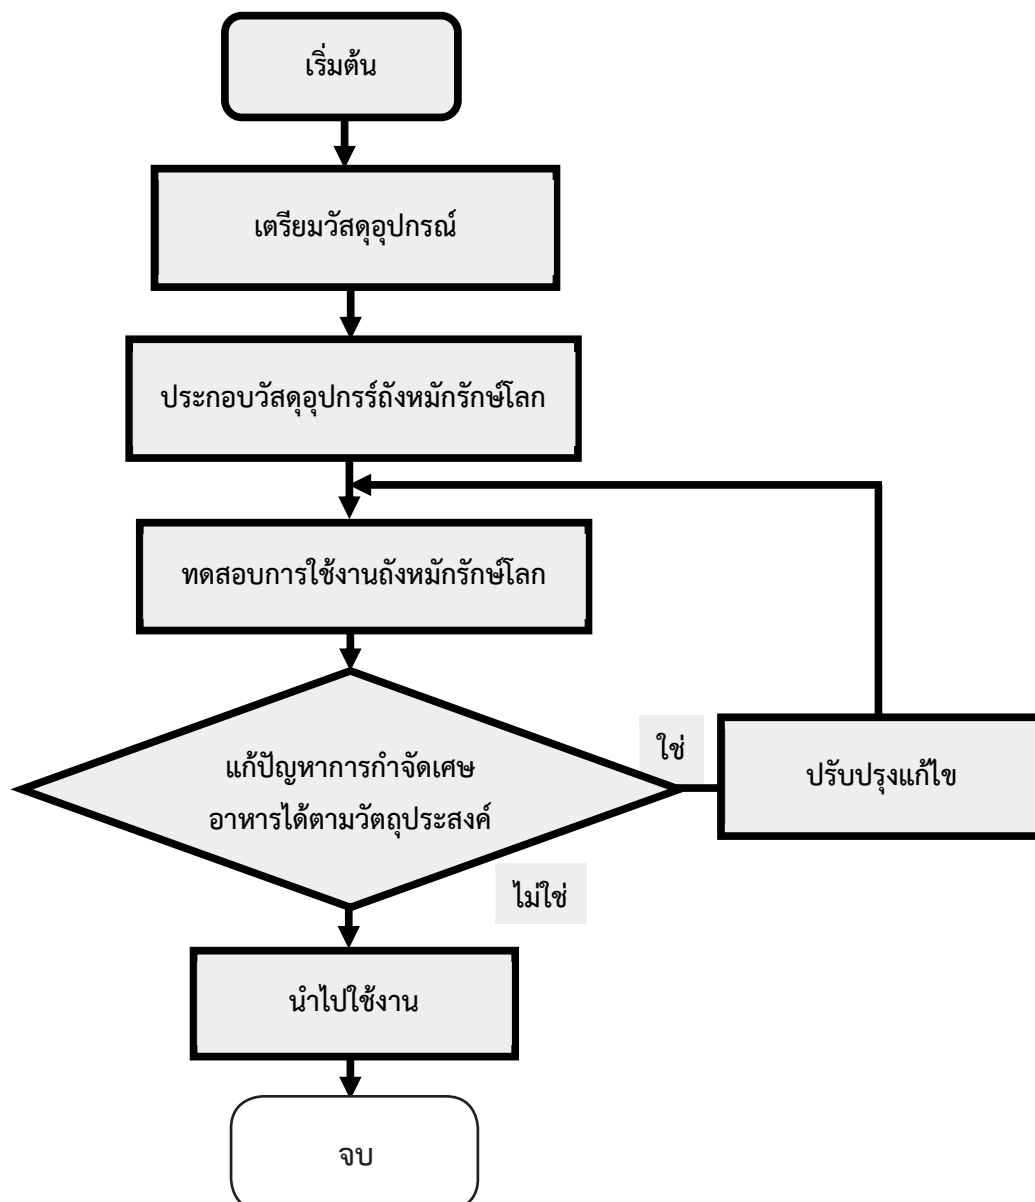 เริ่มต้น
เตรียมวัสดุอุปกรณ์
ประกอบวัสดุอุปกรร์ถังหมักรักษ์โลก
ทดสอบการใช้งานถังหมักรักษ์โลก
แก้ปัญหาการกำจัดเศษ
อาหารได้ตามวัตถุประสงค์
ใช่
ปรับปรุงแก้ไข
ไม่ใช่
นำไปใช้งาน
จบ